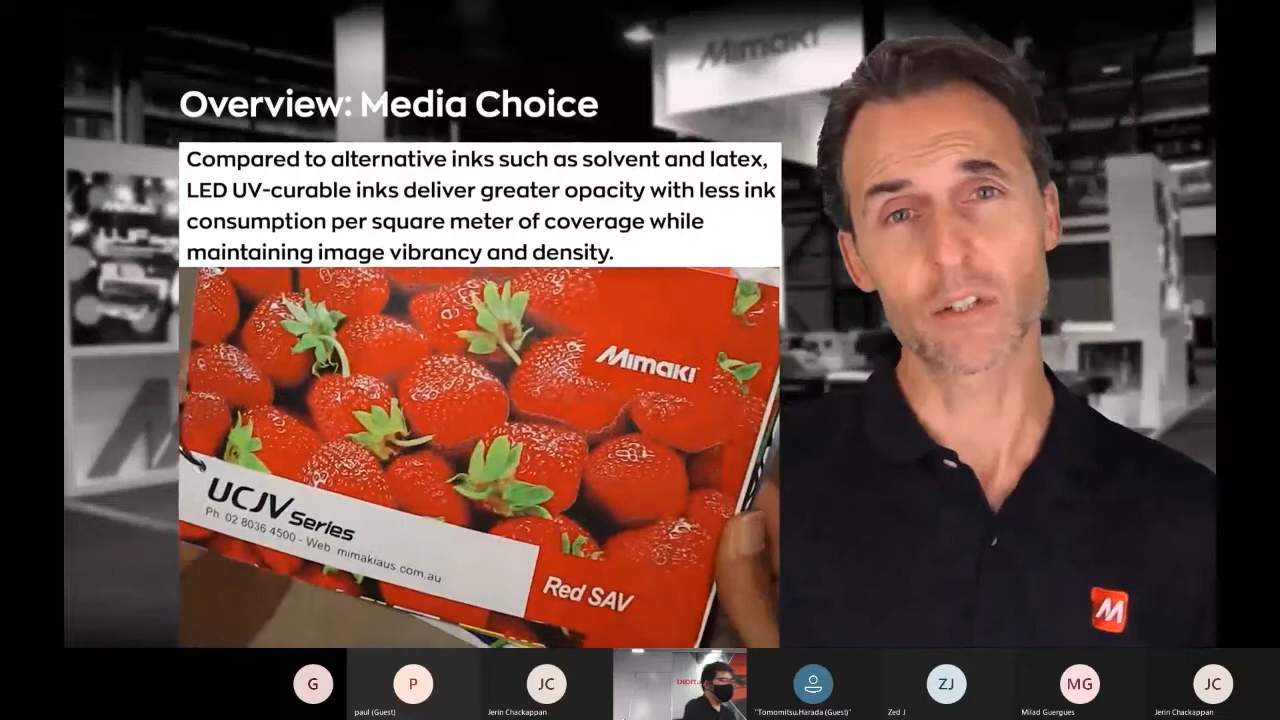 Mimaki
Overview: Media Choice
Compared to alternative inks such as solvent and latex,
LED UV-curable inks deliver greater opacity with less ink
consumption per square meter of coverage while
maintaining image vibrancy and density.
Mimaki
UCJV Series
Ph 02 8036 4500 - Web mimakiaus.com.au
Red SAV
M
G
P
JC
ZJ
MG
JC
paul (Guest)
Jerin Chackappan
"Tomomitsu.Harada (Guest)"
Zed J
Milad Guergues
Jerin Chackappan